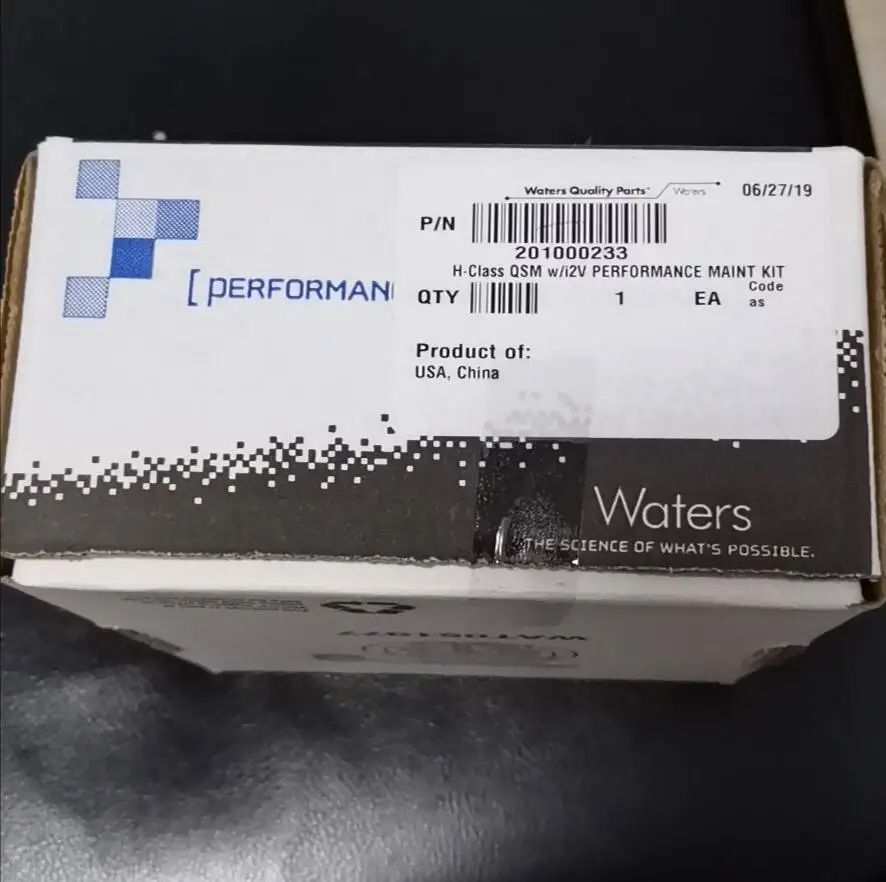 Waters Quality Parts Waters 06/27/19
P/N
201000233
H-Class QSM w/i2V PERFORMANCE MAINT KIT
QTY 1 EA Code as
Product of:
USA, China
[ PERFORMAN
Waters
THE SCIENCE OF WHAT'S POSSIBLE.
WAT051077